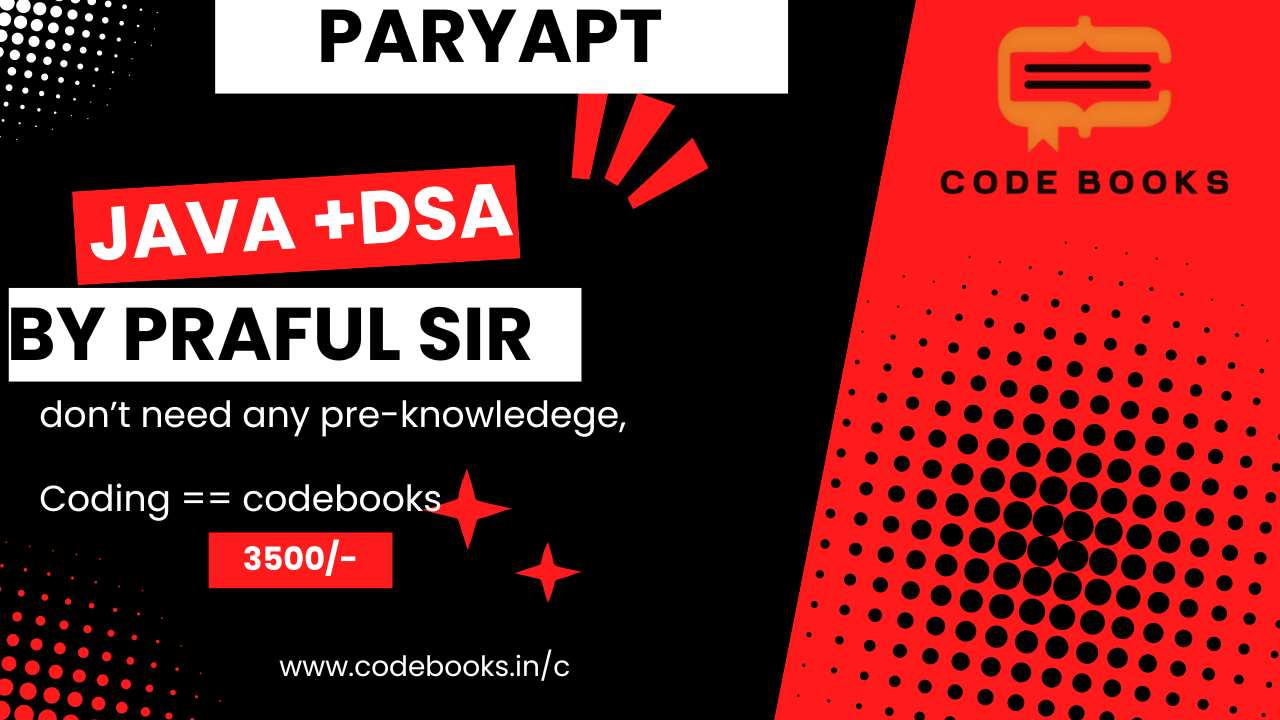 PARYAPT
CODE BOOKS
JAVA +DSA
BY PRAFUL SIR
don’t need any pre-knowledege,
Coding == codebooks
3500/-
www.codebooks.in/c